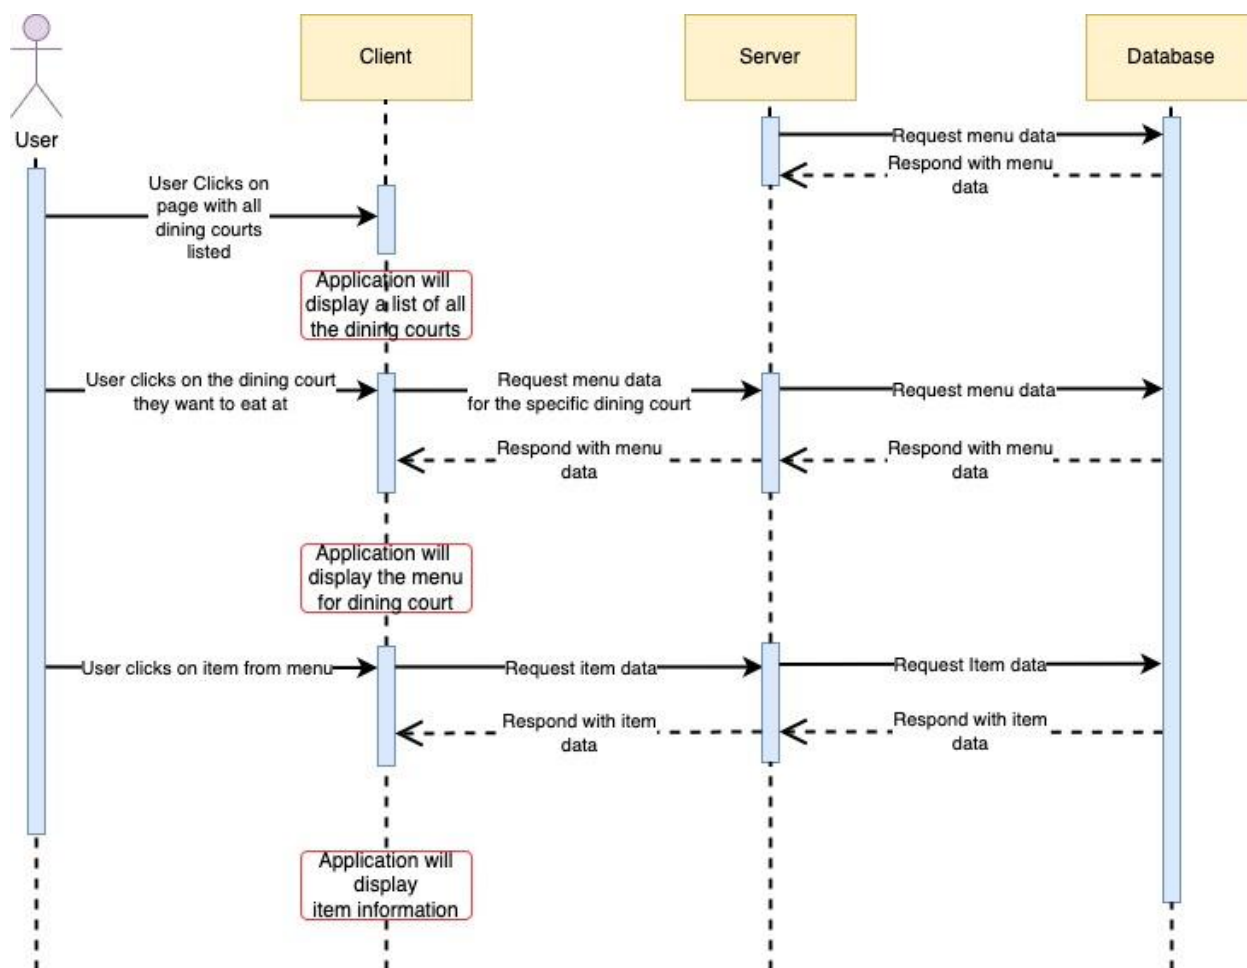 Client
Server
Database
User
Request menu data
Respond with menu
data
User Clicks on
page with all
dining courts
listed
Application will
display a list of all
the dining courts
User clicks on the dining court
they want to eat at
Request menu data
for the specific dining court
Request menu data
Respond with menu
data
Respond with menu
data
Application will
display the menu
for dining court
User clicks on item from menu
Request item data
Request Item data
Respond with item
data
Respond with item
data
Application will
display
item information